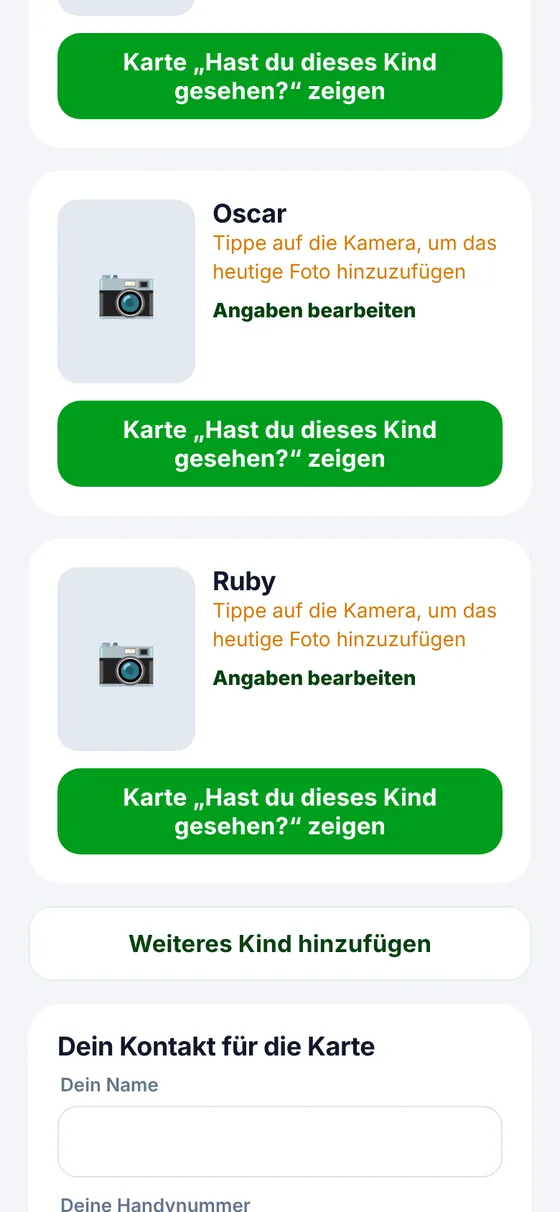 Karte „Hast du dieses Kind
gesehen?“ zeigen
Oscar
Tippe auf die Kamera, um das
heutige Foto hinzuzufügen
Angaben bearbeiten
Karte „Hast du dieses Kind
gesehen?“ zeigen
Ruby
Tippe auf die Kamera, um das
heutige Foto hinzuzufügen
Angaben bearbeiten
Karte „Hast du dieses Kind
gesehen?“ zeigen
Weiteres Kind hinzufügen
Dein Kontakt für die Karte
Dein Name
Deine Handynummer